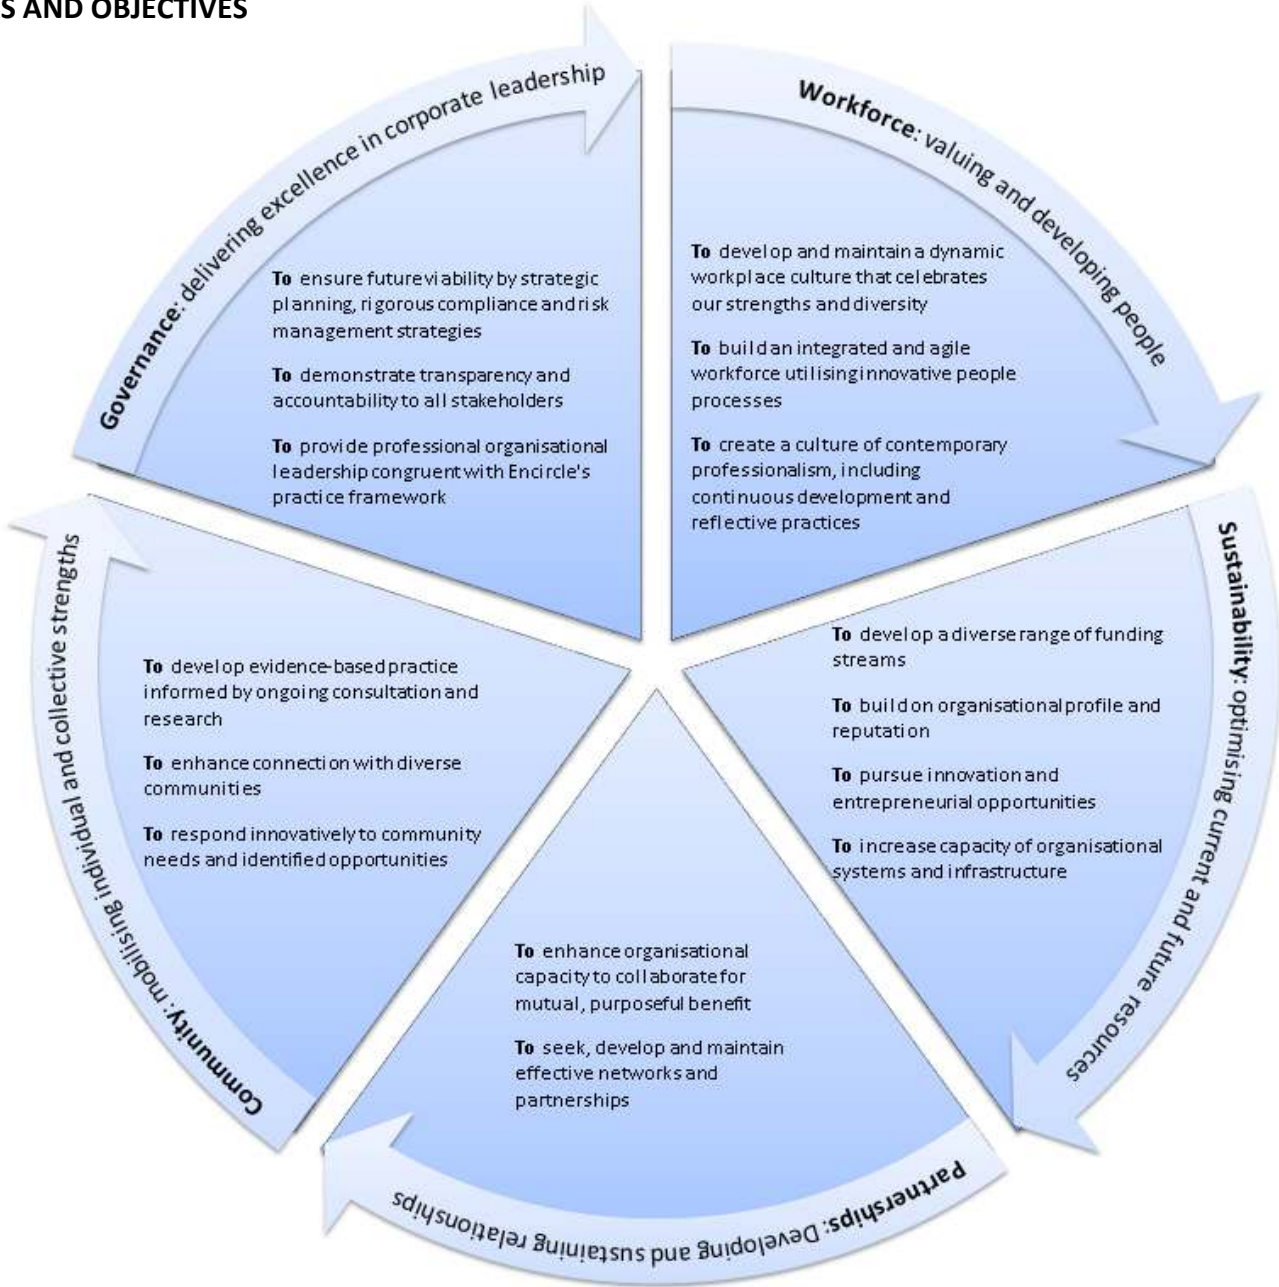 S AND OBJECTIVES
Governance: delivering excellence in corporate leadership
To ensure future viability by strategic
planning, rigorous compliance and risk
management strategies
To demonstrate transparency and
accountability to all stakeholders
To provide professional organisational
leadership congruent with Encircle's
practice framework
Workforce: valuing and developing people
To develop and maintain a dynamic
workplace culture that celebrates
our strengths and diversity
To build an integrated and agile
workforce utilising innovative people
processes
To create a culture of contemporary
professionalism, including
continuous development and
reflective practices
Sustainability: optimising current and future resources
To develop a diverse range of funding
streams
To build on organisational profile and
reputation
To pursue innovation and
entrepreneurial opportunities
To increase capacity of organisational
systems and infrastructure
Partnerships: Developing and sustaining relationships
To enhance organisational
capacity to collaborate for
mutual, purposeful benefit
To seek, develop and maintain
effective networks and
partnerships
Community: mobilising individual and collective strengths
To develop evidence-based practice
informed by ongoing consultation and
research
To enhance connection with diverse
communities
To respond innovatively to community
needs and identified opportunities